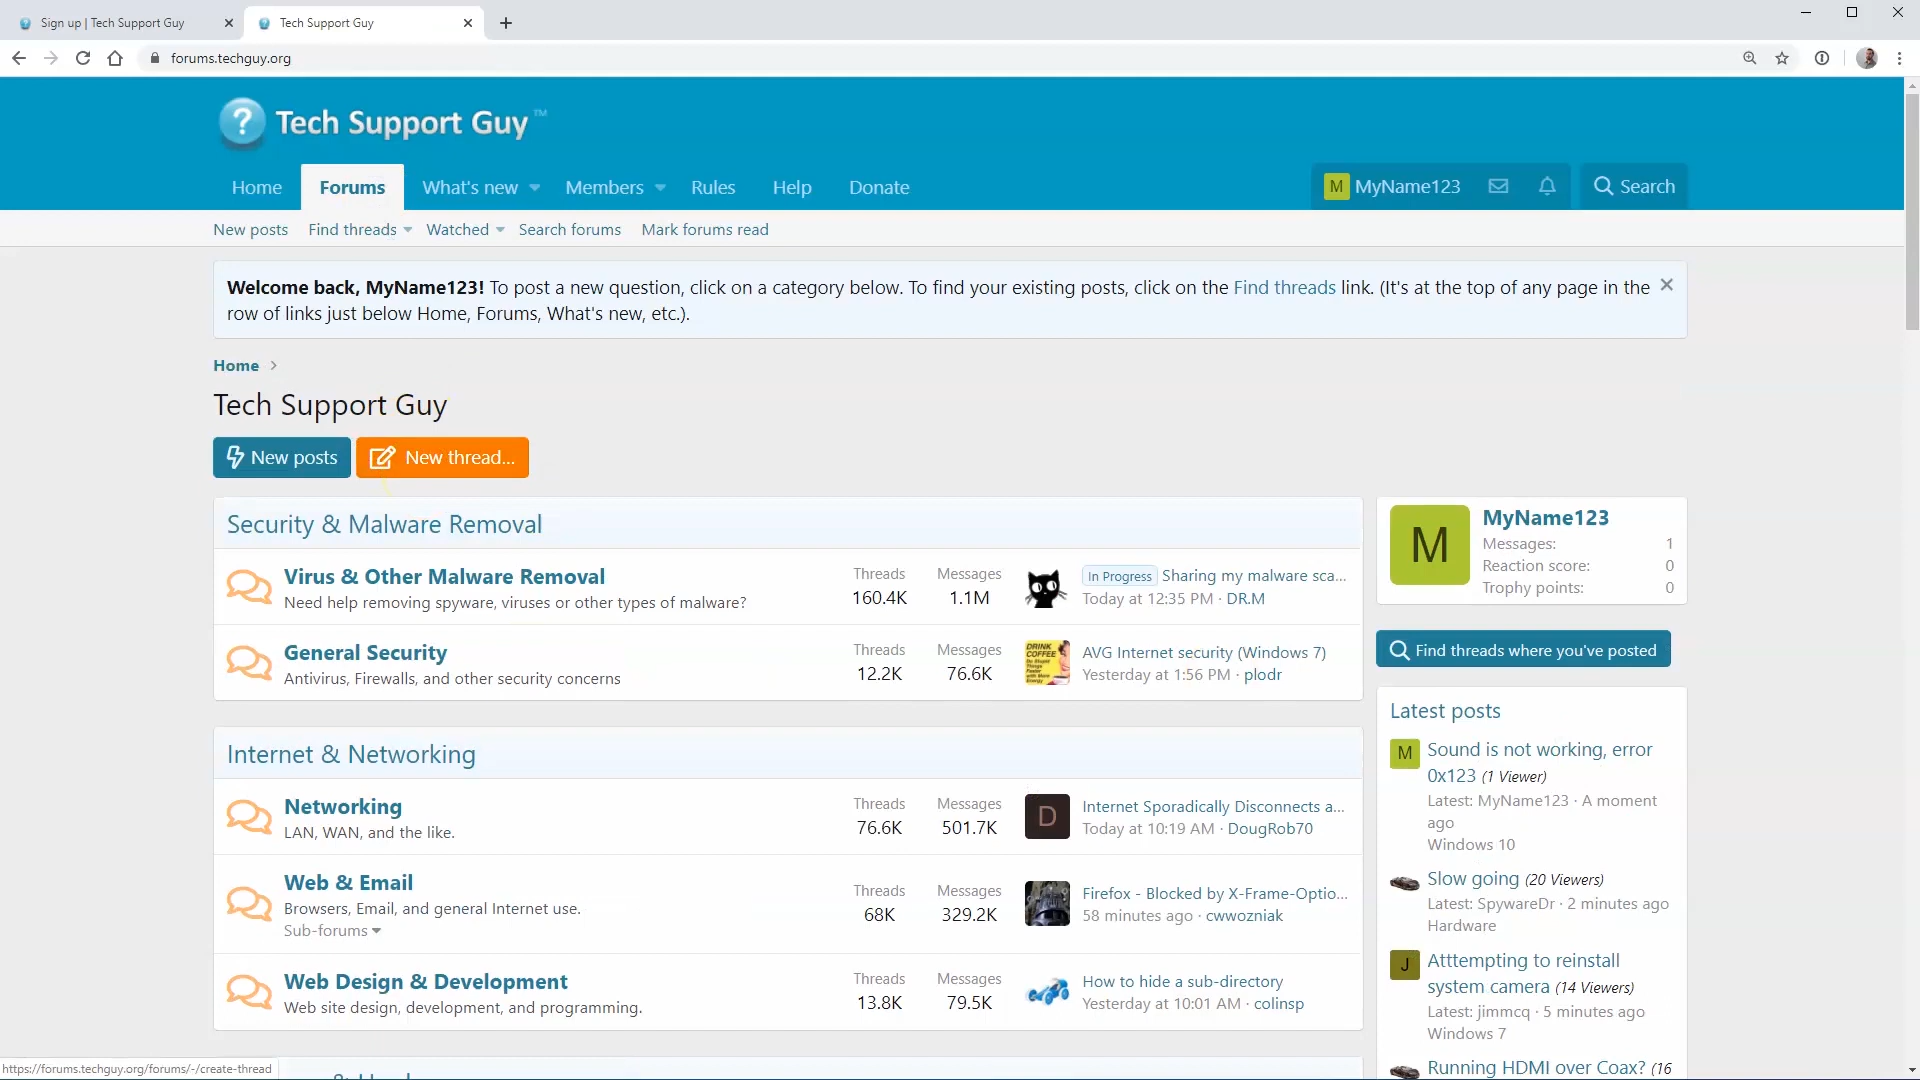 Sign up | Tech Support Guy
Tech Support Guy
forums.techguy.org
? Tech Support Guy ™
Home Forums What's new Members Rules Help Donate
M MyName123 Search
New posts Find threads Watched Search forums Mark forums read
Welcome back, MyName123! To post a new question, click on a category below. To find your existing posts, click on the Find threads link. (It's at the top of any page in the
row of links just below Home, Forums, What's new, etc.).
Home
Tech Support Guy
New posts New thread...
Security & Malware Removal
Virus & Other Malware Removal
Need help removing spyware, viruses or other types of malware?
Threads Messages
160.4K 1.1M
In Progress Sharing my malware sca...
Today at 12:35 PM · DR.M
General Security
Antivirus, Firewalls, and other security concerns
Threads Messages
12.2K 76.6K
DRINK
COFFEE
AVG Internet security (Windows 7)
Yesterday at 1:56 PM · plodr
Internet & Networking
Networking
LAN, WAN, and the like.
Threads Messages
76.6K 501.7K
D
Internet Sporadically Disconnects a...
Today at 10:19 AM · DougRob70
Web & Email
Browsers, Email, and general Internet use.
Sub-forums
Threads Messages
68K 329.2K
Firefox - Blocked by X-Frame-Optio...
58 minutes ago · cwwozniak
Web Design & Development
Web site design, development, and programming.
Threads Messages
13.8K 79.5K
How to hide a sub-directory
Yesterday at 10:01 AM · colinsp
M
MyName123
Messages: 1
Reaction score: 0
Trophy points: 0
Find threads where you've posted
Latest posts
M
Sound is not working, error
0x123 (1 Viewer)
Latest: MyName123 · A moment
ago
Windows 10
Slow going (20 Viewers)
Latest: SpywareDr · 2 minutes ago
Hardware
J
Atttempting to reinstall
system camera (14 Viewers)
Latest: jimmcq · 5 minutes ago
Windows 7
Running HDMI over Coax? (16
https://forums.techguy.org/forums/-/create-thread